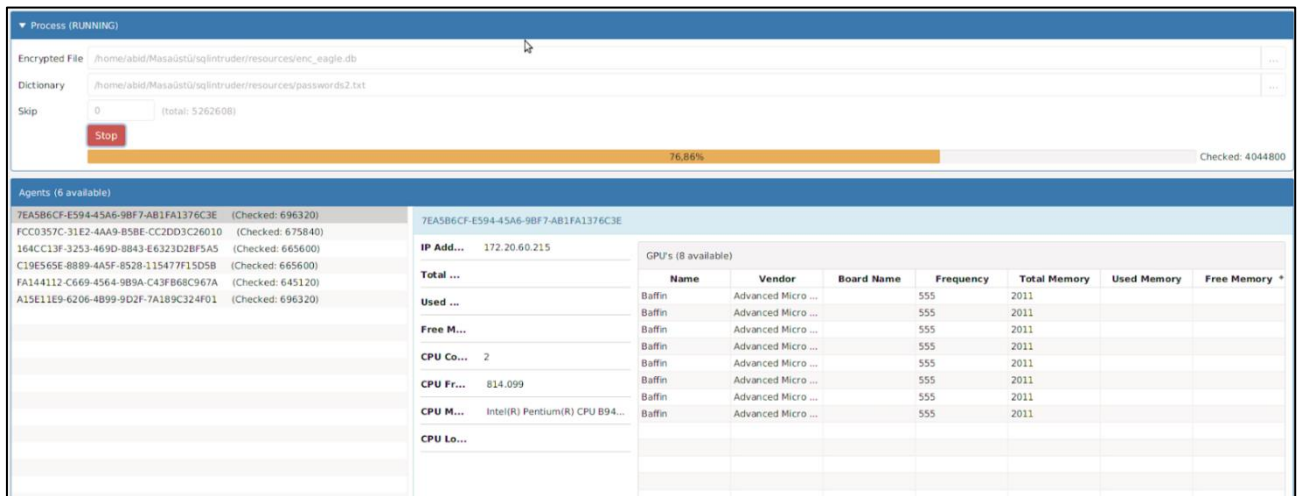 ▼ Process (RUNNING)
Encrypted File /home/abid/Masaüstü/sqlintruder/resources/enc_eagle.db ...
Dictionary /home/abid/Masaüstü/sqlintruder/resources/passwords2.txt ...
Skip 0 (total: 5262608)
Stop
76,86% Checked: 4044800
Agents (6 available)
7EA5B6CF-E594-45A6-9BF7-AB1FA1376C3E (Checked: 696320)
FCC0357C-31E2-4AA9-B5BE-CC2DD3C26010 (Checked: 675840)
164CC13F-3253-469D-8843-E6323D2BF5A5 (Checked: 665600)
C19E565E-8889-4A5F-8528-115477F15D5B (Checked: 665600)
FA144112-C669-4564-9B9A-C43FB68C967A (Checked: 645120)
A15E11E9-6206-4B99-9D2F-7A189C324F01 (Checked: 696320)
7EA5B6CF-E594-45A6-9BF7-AB1FA1376C3E
IP Add... 172.20.60.215
Total ...
Used ...
Free M...
CPU Co... 2
CPU Fr... 814.099
CPU M... Intel(R) Pentium(R) CPU B94...
CPU Lo...
GPU's (8 available)
Name Vendor Board Name Frequency Total Memory Used Memory Free Memory
Baffin Advanced Micro ... 555 2011
Baffin Advanced Micro ... 555 2011
Baffin Advanced Micro ... 555 2011
Baffin Advanced Micro ... 555 2011
Baffin Advanced Micro ... 555 2011
Baffin Advanced Micro ... 555 2011
Baffin Advanced Micro ... 555 2011
Baffin Advanced Micro ... 555 2011